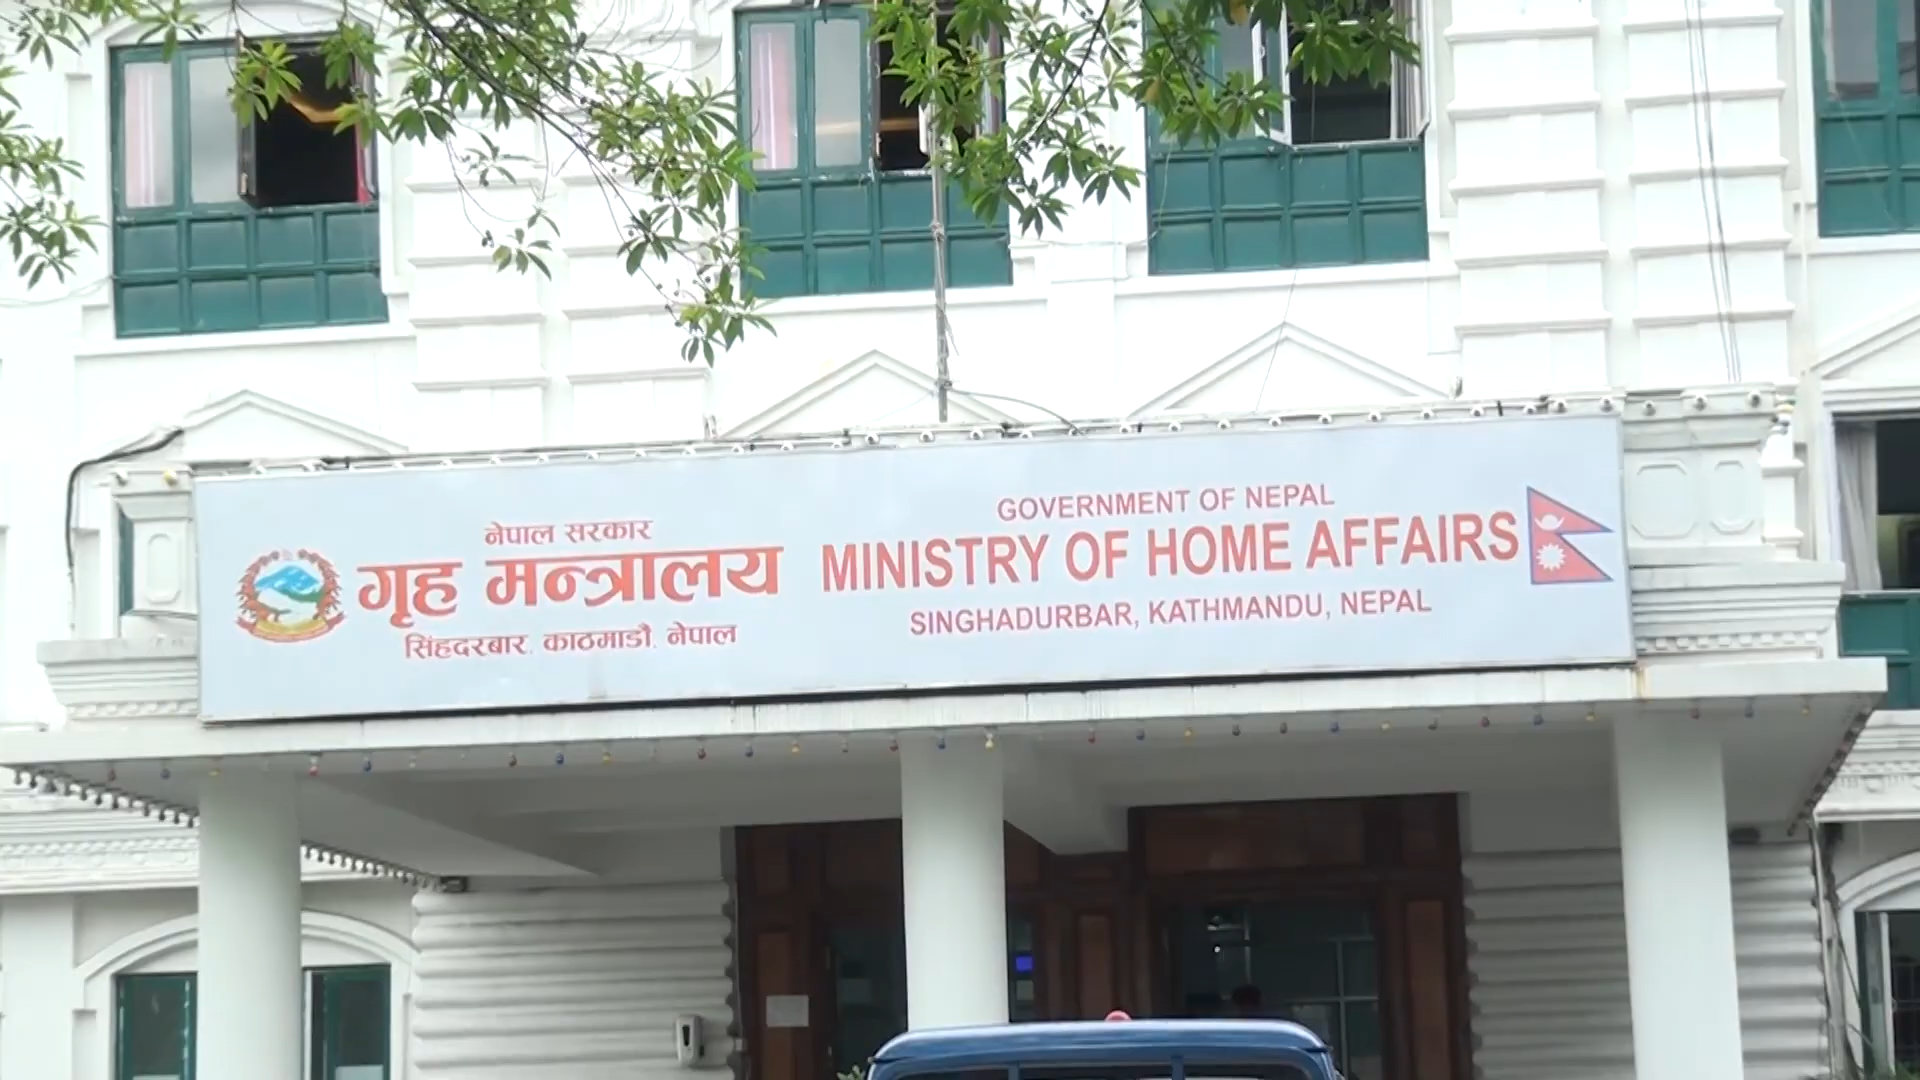 नेपाल सरकार
गृह मन्त्रालय
सिंहदरबार, काठमाडौं, नेपाल
GOVERNMENT OF NEPAL
MINISTRY OF HOME AFFAIRS
SINGHADURBAR, KATHMANDU, NEPAL